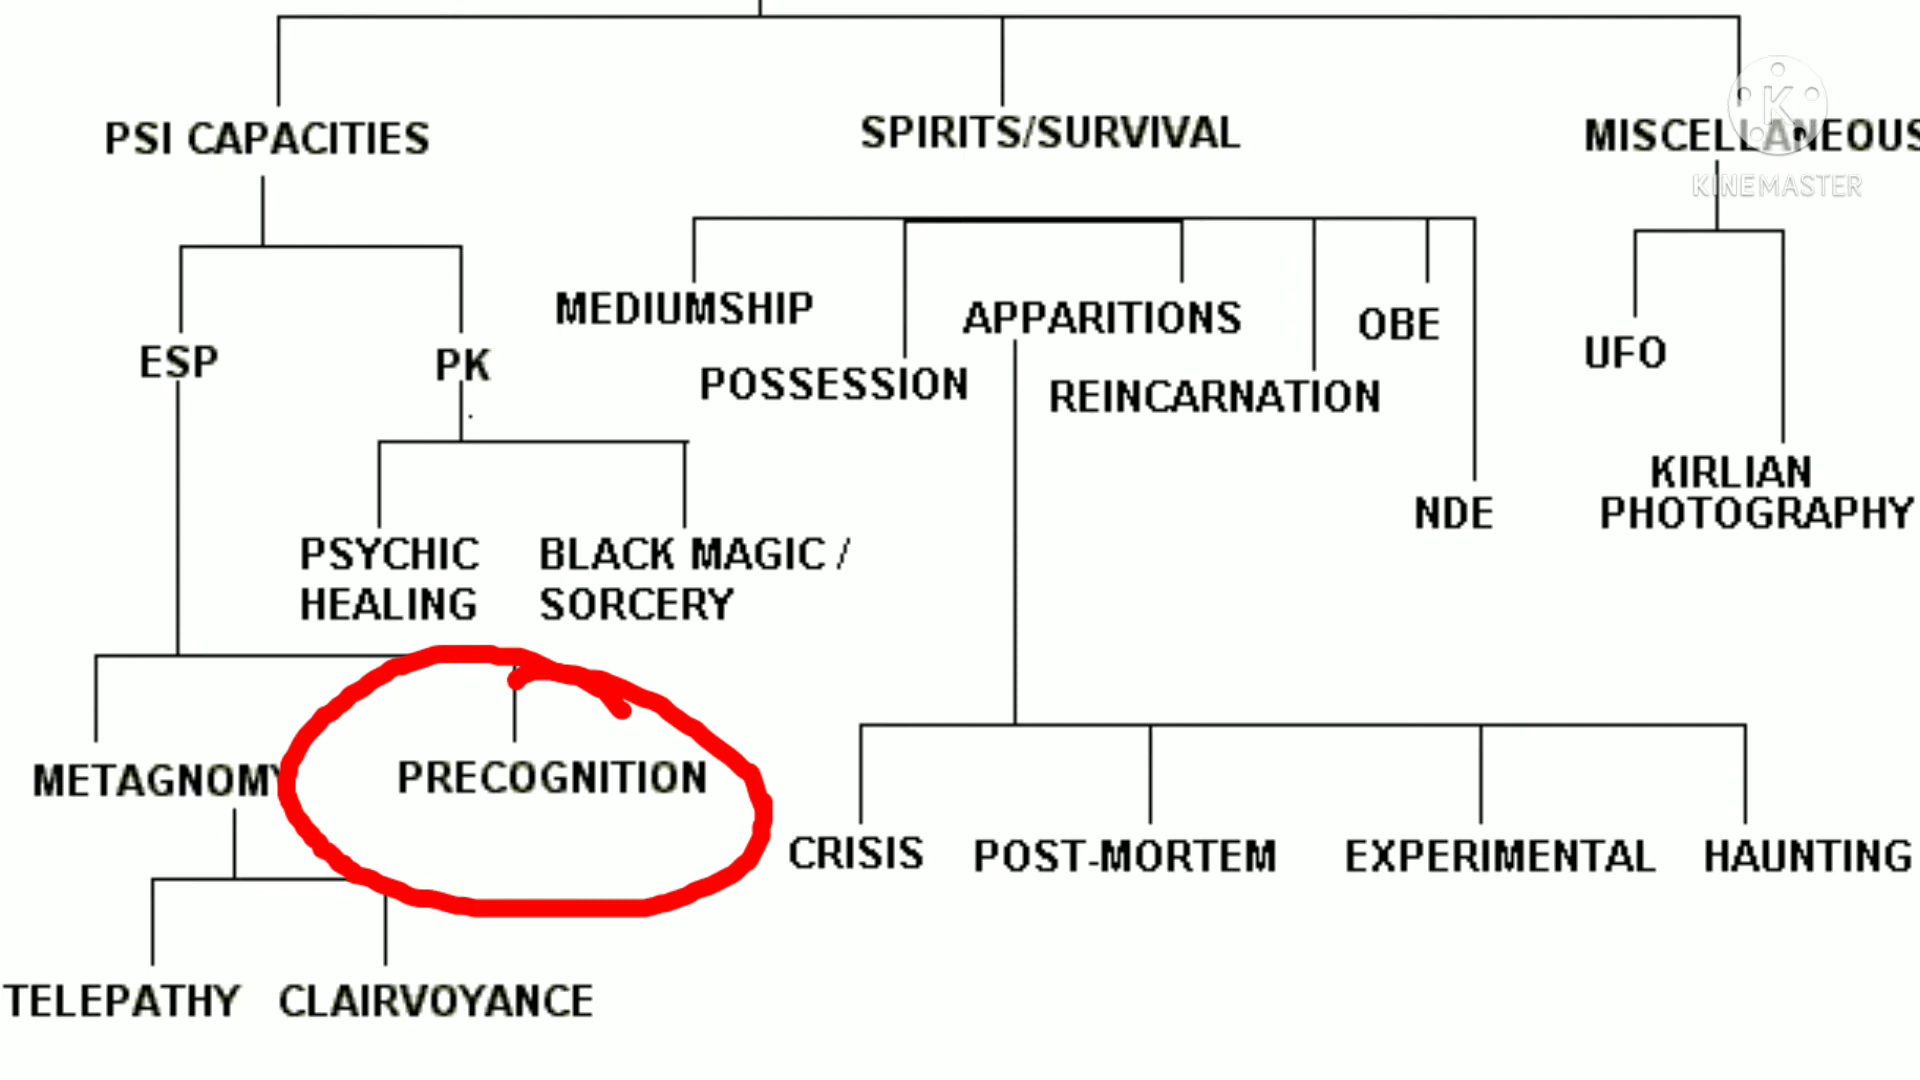 PSI CAPACITIES
SPIRITS/SURVIVAL
MISCELLANEOUS
KINEMASTER
ESP
PK
MEDIUMSHIP
POSSESSION
APPARITIONS
REINCARNATION
OBE
NDE
UFO
KIRLIAN
PHOTOGRAPHY
PSYCHIC
HEALING
BLACK MAGIC /
SORCERY
METAGNOMY
PRECOGNITION
CRISIS
POST-MORTEM
EXPERIMENTAL
HAUNTING
TELEPATHY
CLAIRVOYANCE